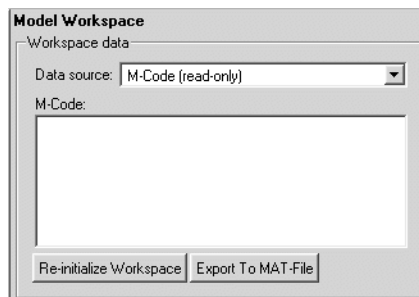 Model Workspace
Workspace data
Data source: M-Code (read-only)
M-Code:
Re-initialize Workspace Export To MAT-File